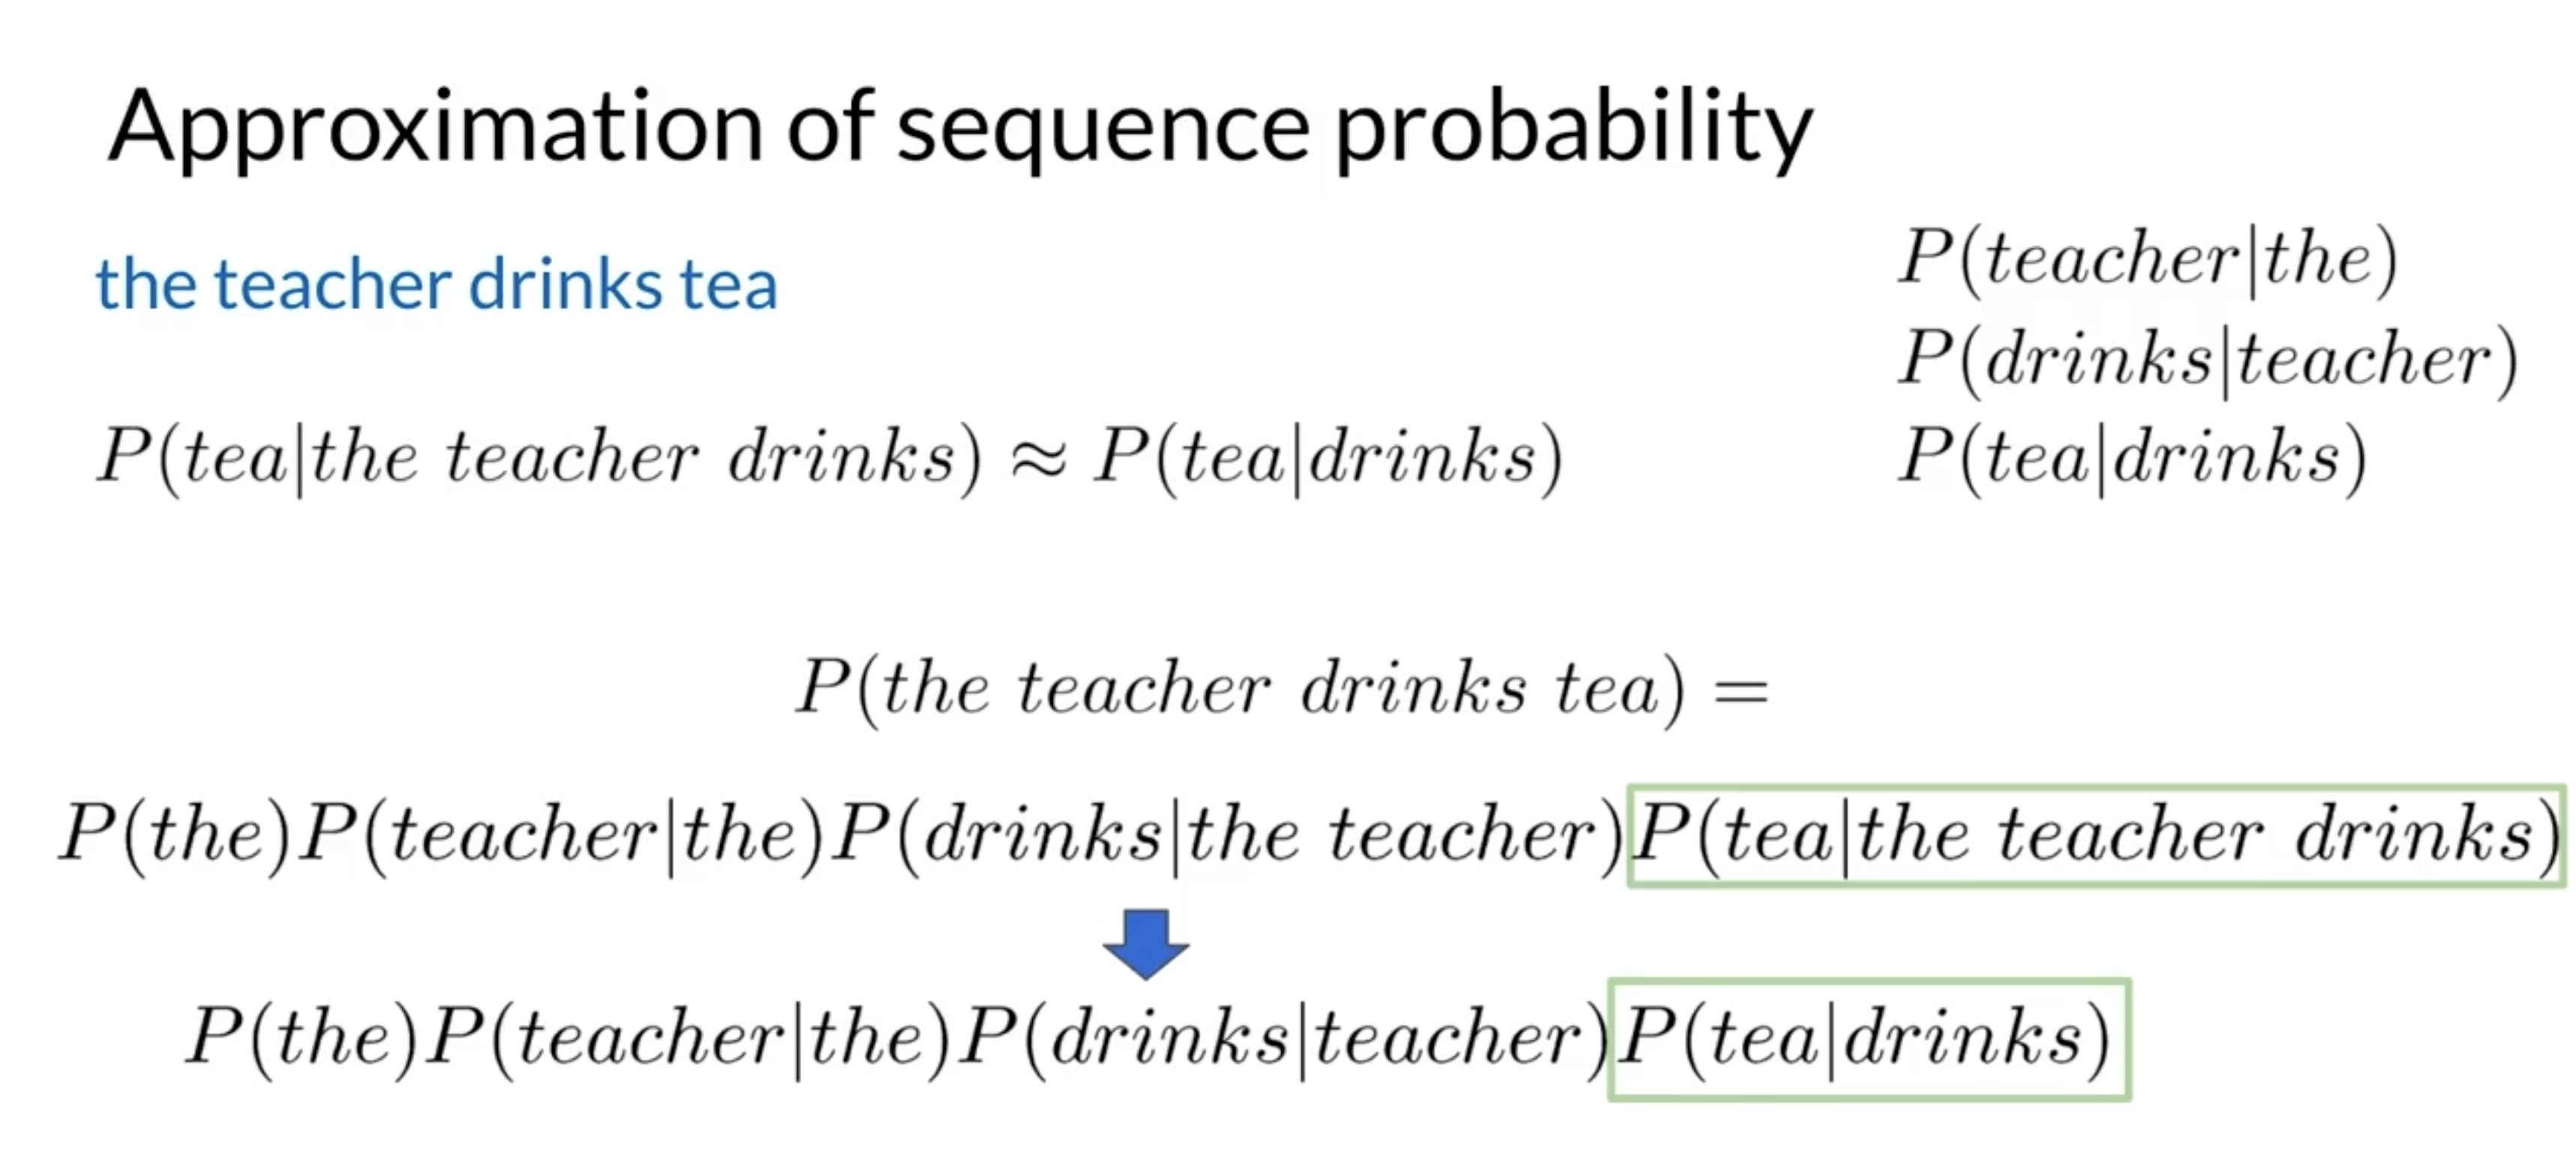 Approximation of sequence probability
the teacher drinks tea
P(teacher|the)
P(drinks|teacher)
P(tea|the teacher drinks) ≈ P(tea|drinks)
P(tea|drinks)
P(the teacher drinks tea) =
P(the)P(teacher|the)P(drinks|the teacher)P(tea|the teacher drinks)
P(the)P(teacher|the)P(drinks|teacher)P(tea|drinks)